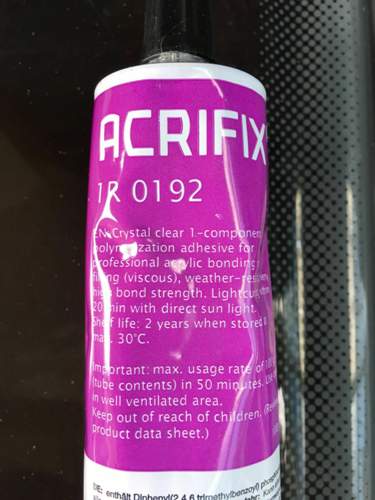 ACRIFIX
1R 0192
EN: Crystal clear 1-component
polymerization adhesive for
professional acrylic bonding,
(viscous), weather-
bond strength.
20 min with direct sun light.
Shelf life: 2 years when stored
max. 30°C.
Important: max. usage rate of
(tube contents) in 50 minutes.
in well ventilated area.
Keep out of reach of children.
product data sheet.)
DE: enthält Diphenyl(2,4,6 trimethylbenzoyl)